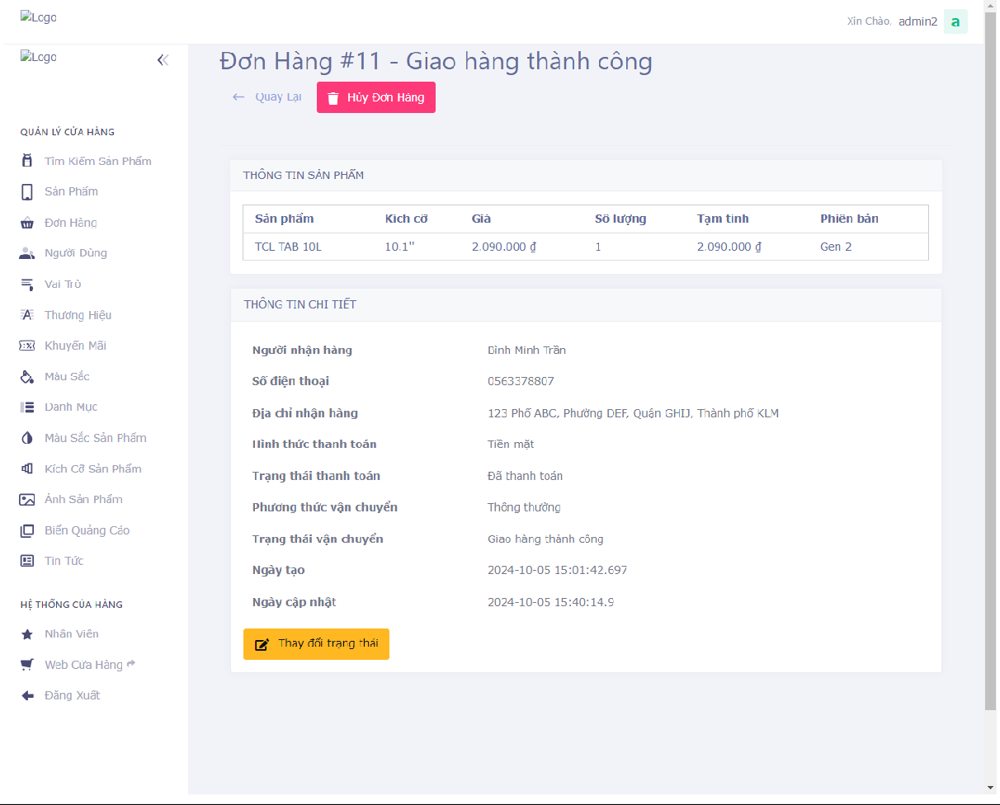 Logo
Xin Chào, admin2 a
Logo
Đơn Hàng #11 - Giao hàng thành công
Quay Lại
Hủy Đơn Hàng
QUẢN LÝ CỬA HÀNG
Tìm Kiếm Sản Phẩm
Sản Phẩm
Đơn Hàng
Người Dùng
Vai Trò
Thương Hiệu
Khuyến Mãi
Màu Sắc
Danh Mục
Màu Sắc Sản Phẩm
Kích Cỡ Sản Phẩm
Ảnh Sản Phẩm
Biển Quảng Cáo
Tin Tức
HỆ THỐNG CỦA HÀNG
Nhân Viên
Web Cửa Hàng
Đăng Xuất
THÔNG TIN SẢN PHẨM
Sản phẩm Kích cỡ Giá Số lượng Tạm tính Phiên bản
TCL TAB 10L 10.1'' 2.090.000 ₫ 1 2.090.000 ₫ Gen 2
THÔNG TIN CHI TIẾT
Người nhận hàng Bình Minh Trần
Số điện thoại 0563378807
Địa chỉ nhận hàng 123 Phố ABC, Phường DEF, Quận GHIJ, Thành phố KLM
Hình thức thanh toán Tiền mặt
Trạng thái thanh toán Đã thanh toán
Phương thức vận chuyển Thông thường
Trạng thái vận chuyển Giao hàng thành công
Ngày tạo 2024-10-05 15:01:42.697
Ngày cập nhật 2024-10-05 15:40:14.9
Thay đổi trạng thái